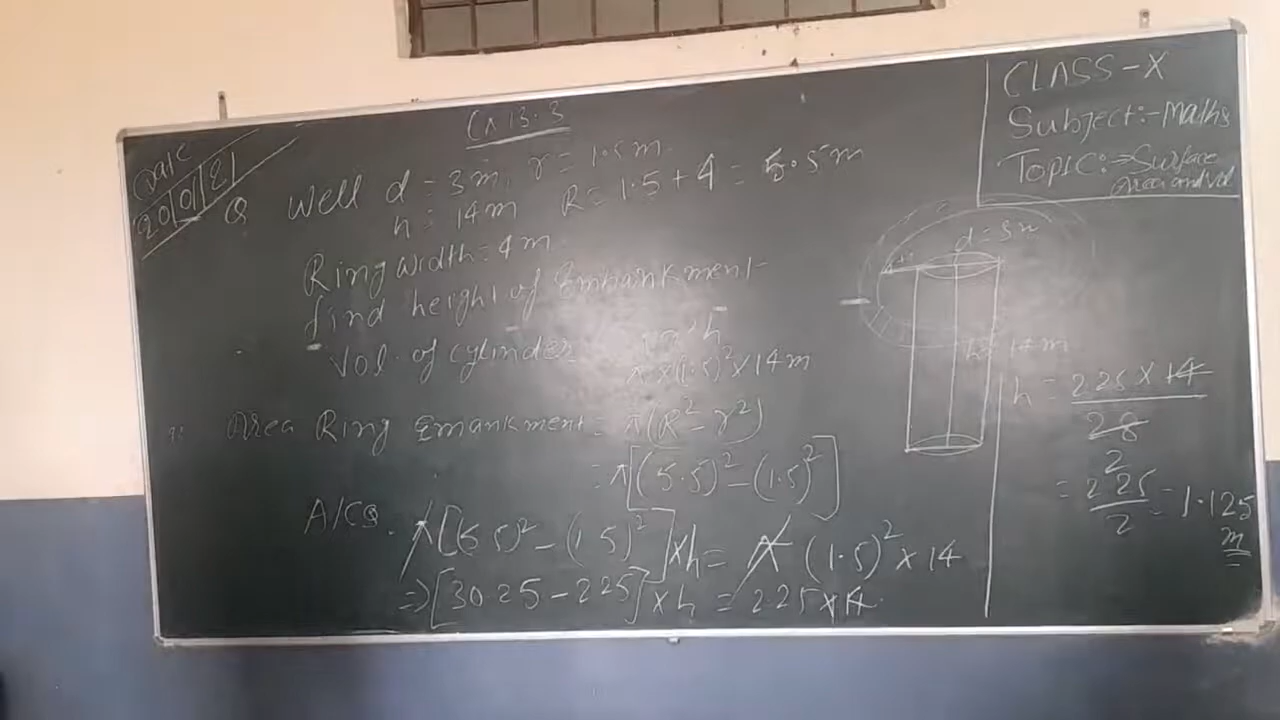 CLASS-X
Subject:-Maths
Topic:⇒Surface
Area and Vol
Date
20/01/21
Ex 13.3
Q Well d = 3m, r = 1.5m
h = 14m R = 1.5+4 = 5.5m
Ring width = 4m.
find height of Emhankment
Vol. of cylinder πr²h
π×(1.5)²×14m
Area Ring Emankment = π(R²-r²)
= π[(5.5)²-(1.5)²]
A/CQ. π[(5.5)²-(1.5)²]×h = π(1.5)²×14
⇒[30.25-2.25]×h = 2.25×14.
d=3m
h=14m
h = 2.25×14
28
2
= 2.25
2
=1.125
m